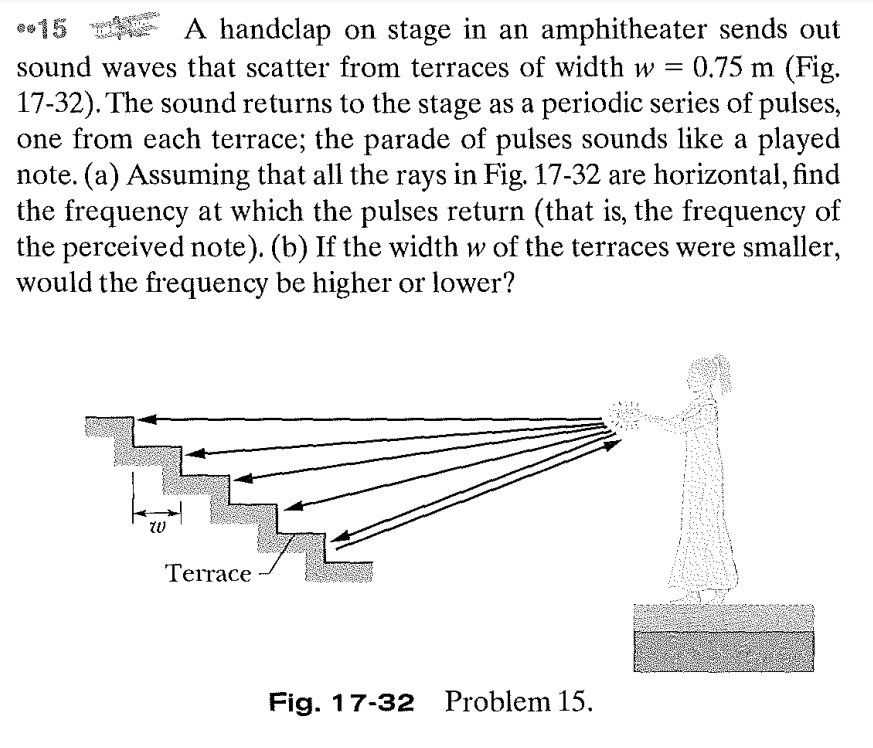 ••15 A handclap on stage in an amphitheater sends out
sound waves that scatter from terraces of width w = 0.75 m (Fig.
17-32). The sound returns to the stage as a periodic series of pulses,
one from each terrace; the parade of pulses sounds like a played
note. (a) Assuming that all the rays in Fig. 17-32 are horizontal, find
the frequency at which the pulses return (that is, the frequency of
the perceived note). (b) If the width w of the terraces were smaller,
would the frequency be higher or lower?
w
Terrace
Fig. 17-32 Problem 15.